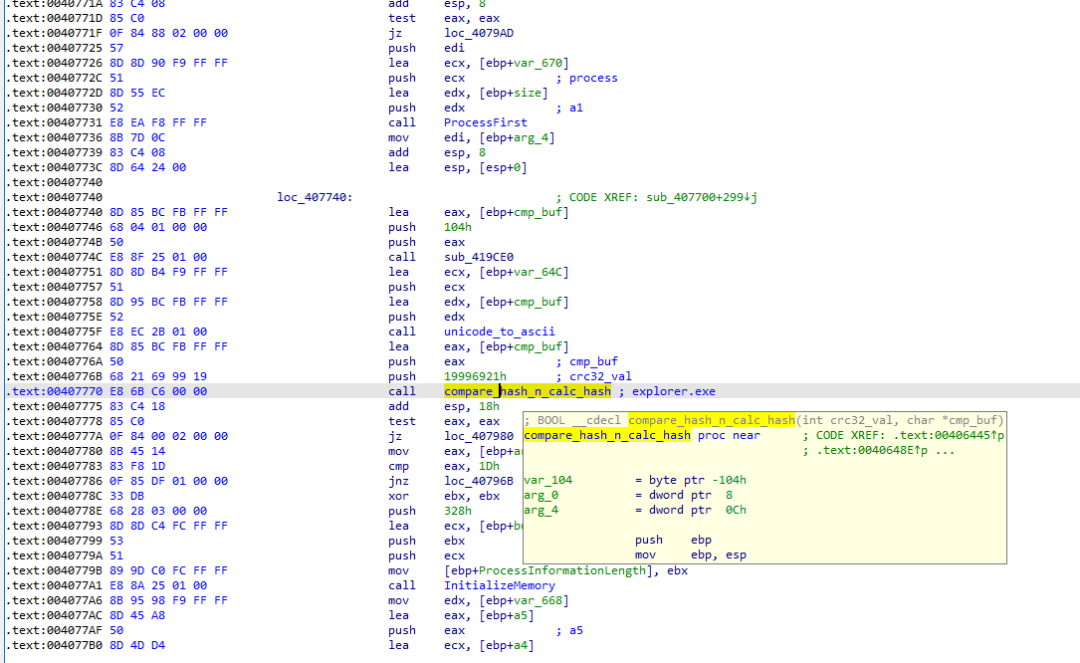 .text:0040771A 83 C4 08 add esp, 8
.text:0040771D 85 C0 test eax, eax
.text:0040771F 0F 84 88 02 00 00 jz loc_4079AD
.text:00407725 57 push edi
.text:00407726 8D 8D 90 F9 FF FF lea ecx, [ebp+var_670]
.text:0040772C 51 push ecx ; process
.text:0040772D 8D 55 EC lea edx, [ebp+size]
.text:00407730 52 push edx ; a1
.text:00407731 E8 EA F8 FF FF call ProcessFirst
.text:00407736 8B 7D 0C mov edi, [ebp+arg_4]
.text:00407739 83 C4 08 add esp, 8
.text:0040773C 8D 64 24 00 lea esp, [esp+0]
.text:00407740
.text:00407740 loc_407740: ; CODE XREF: sub_407700+299↓j
.text:00407740 8D 85 BC FB FF FF lea eax, [ebp+cmp_buf]
.text:00407746 68 04 01 00 00 push 104h
.text:0040774B 50 push eax
.text:0040774C E8 8F 25 01 00 call sub_419CE0
.text:00407751 8D 8D B4 F9 FF FF lea ecx, [ebp+var_64C]
.text:00407757 51 push ecx
.text:00407758 8D 95 BC FB FF FF lea edx, [ebp+cmp_buf]
.text:0040775E 52 push edx
.text:0040775F E8 EC 2B 01 00 call unicode_to_ascii
.text:00407764 8D 85 BC FB FF FF lea eax, [ebp+cmp_buf]
.text:0040776A 50 push eax ; cmp_buf
.text:0040776B 68 21 69 99 19 push 19996921h ; crc32_val
.text:00407770 E8 6B C6 00 00 call compare_hash_n_calc_hash ; explorer.exe
.text:00407775 83 C4 18 add esp, 18h
.text:00407778 85 C0 test eax, eax
.text:0040777A 0F 84 00 02 00 00 jz loc_407980
.text:00407780 8B 45 14 mov eax, [ebp+a
.text:00407783 83 F8 1D cmp eax, 1Dh
.text:00407786 0F 85 DF 01 00 00 jnz loc_40796B
.text:0040778C 33 DB xor ebx, ebx
.text:0040778E 68 28 03 00 00 push 328h
.text:00407793 8D 8D C4 FC FF FF lea ecx, [ebp+b
.text:00407799 53 push ebx
.text:0040779A 51 push ecx
.text:0040779B 89 9D C0 FC FF FF mov [ebp+ProcessInformationLength], ebx
.text:004077A1 E8 8A 25 01 00 call InitializeMemory
.text:004077A6 8B 95 98 F9 FF FF mov edx, [ebp+var_668]
.text:004077AC 8D 45 A8 lea eax, [ebp+a5]
.text:004077AF 50 push eax ; a5
.text:004077B0 8D 4D D4 lea ecx, [ebp+a4]
; BOOL __cdecl compare_hash_n_calc_hash(int crc32_val, char *cmp_buf)
compare_hash_n_calc_hash proc near ; CODE XREF: .text:00406445↑p
; .text:0040648E↑p ...
var_104 = byte ptr -104h
arg_0 = dword ptr 8
arg_4 = dword ptr 0Ch
push ebp
mov ebp, esp